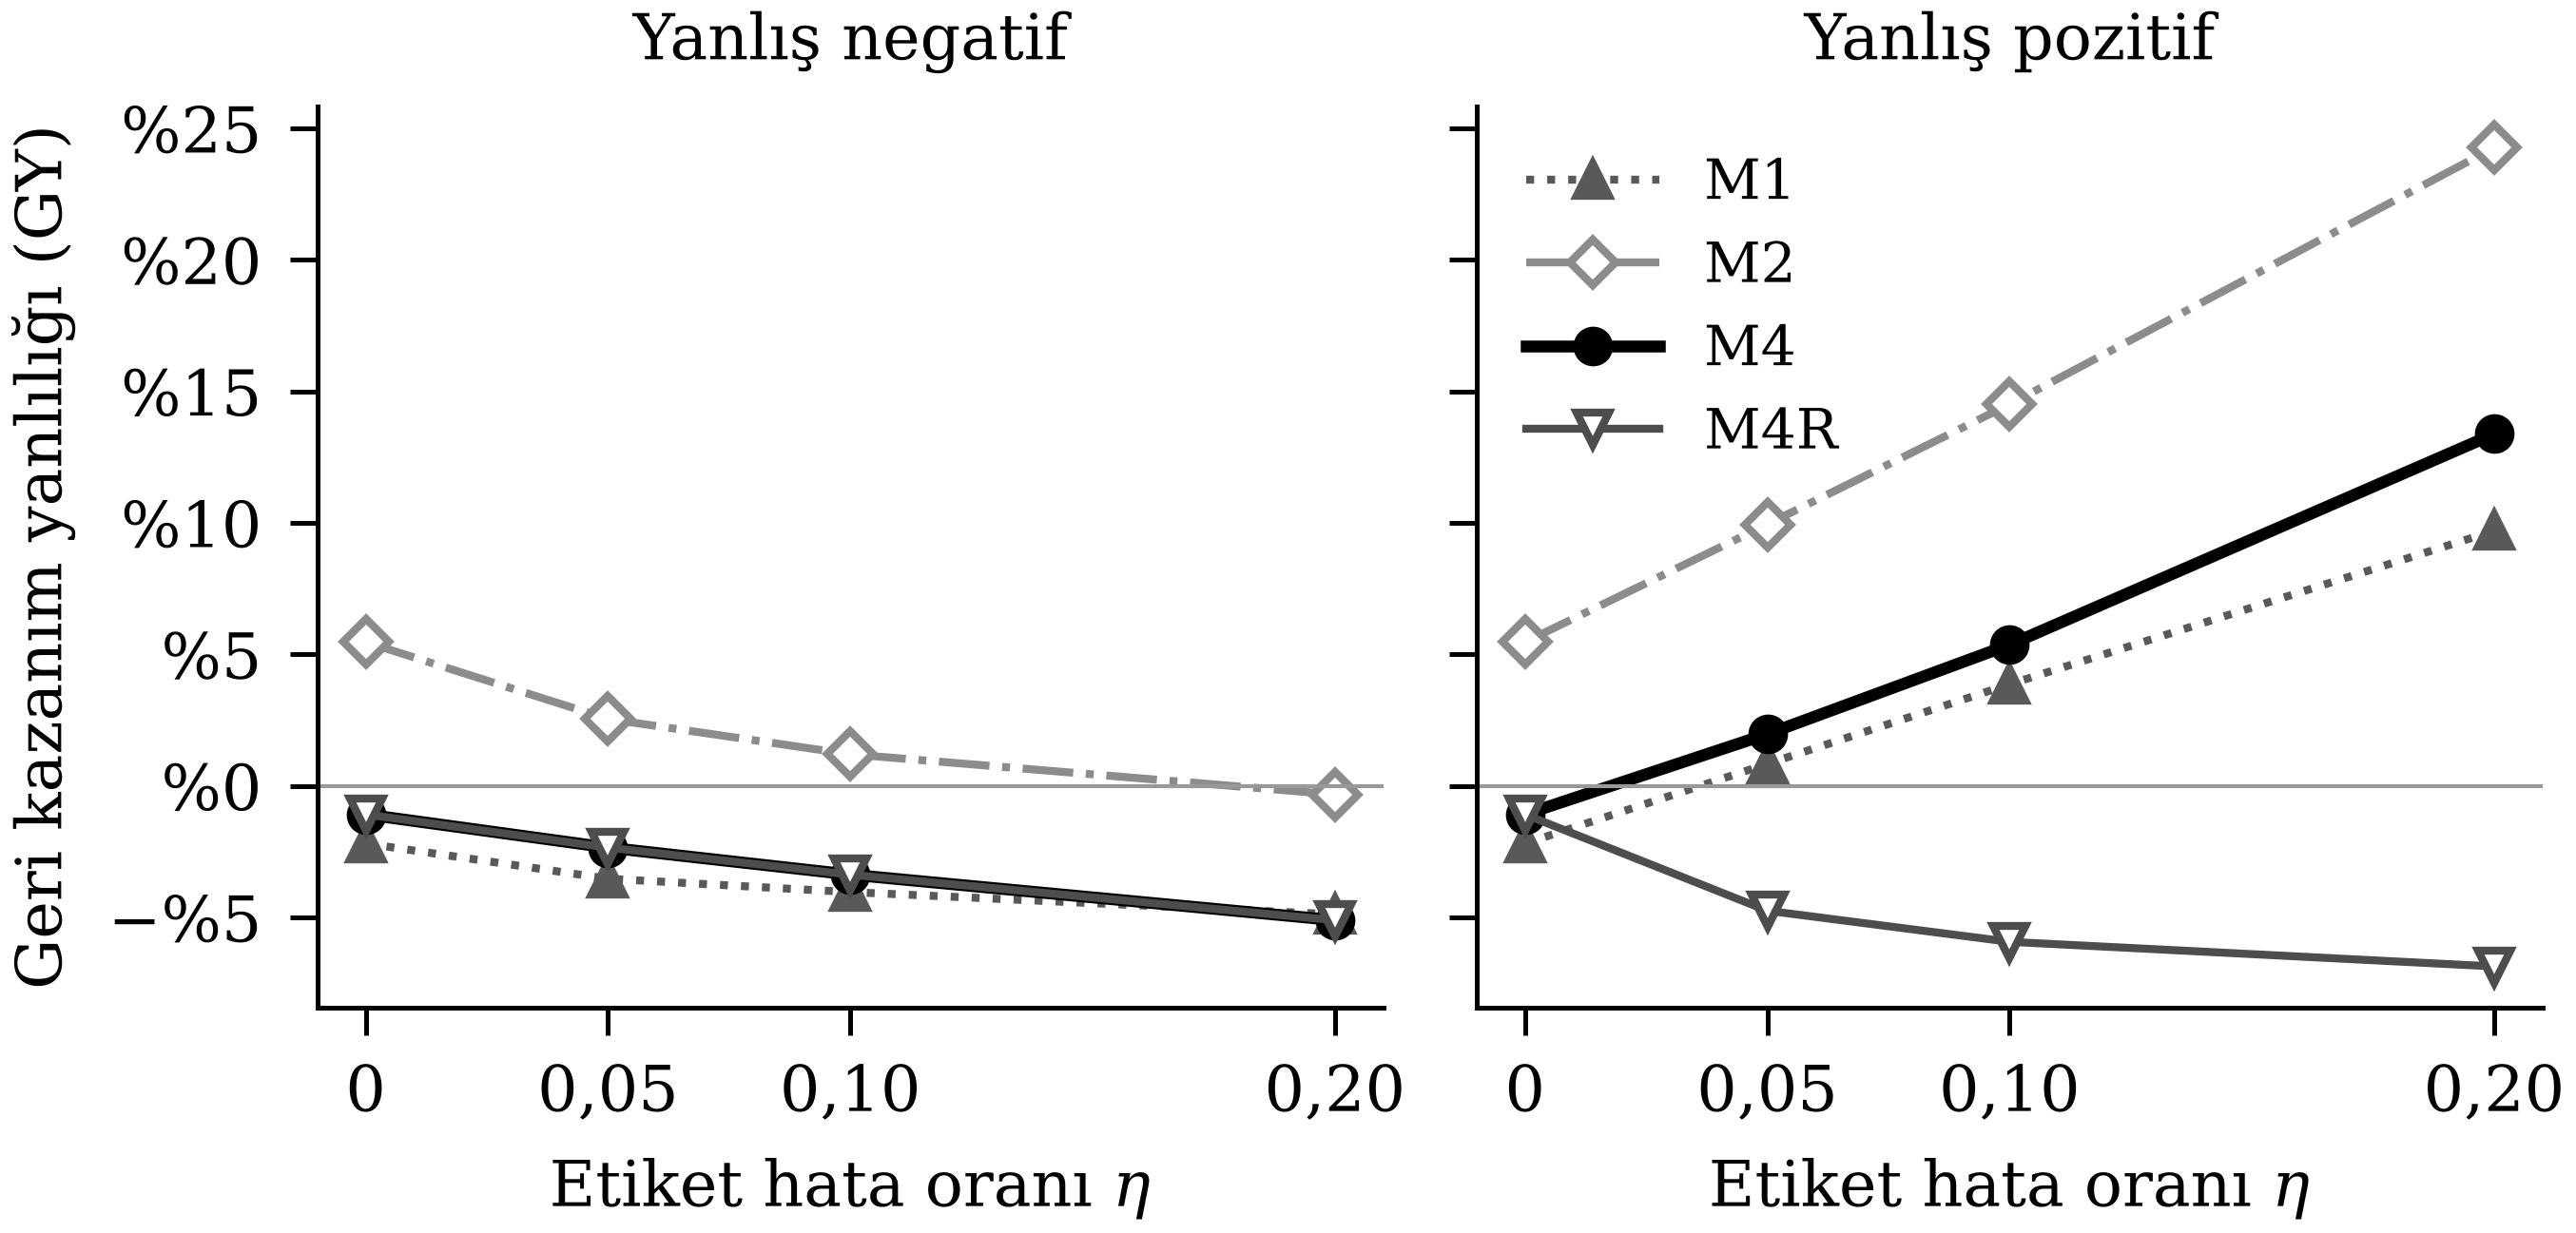 Yanlış negatif
Yanlış pozitif
Geri kazanım yanlılığı (GY)
%25
%20
%15
%10
%5
%0
−%5
M1
M2
M4
M4R
0
0,05
0,10
0,20
0
0,05
0,10
0,20
Etiket hata oranı η
Etiket hata oranı η